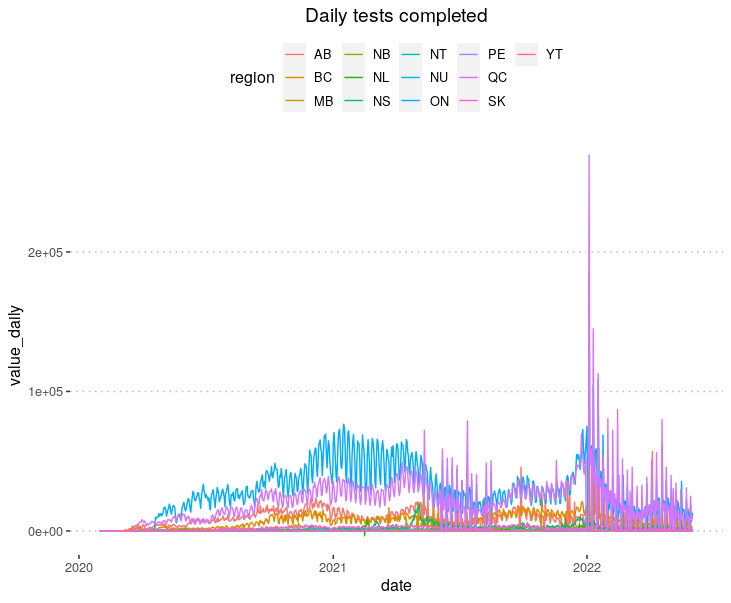 Daily tests completed
region
AB NB NT PE YT
BC NL NU QC
MB NS ON SK
value_daily
2e+05
1e+05
0e+00
2020 2021 2022
date